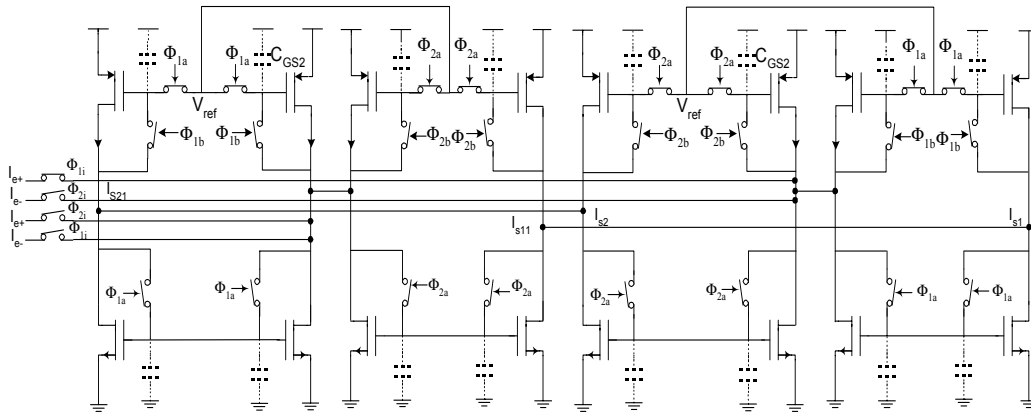 Φ1a Φ1a CGS2 Φ2a Φ2a Φ2a Φ2a CGS2 Φ1a Φ1a
Vref Vref
Φ1b Φ1b Φ2b Φ2b Φ2b Φ2b Φ1b Φ1b
Ie+ Φ1i
Ie- Φ2i IS21
Ie+ Φ2i Is11 Is2 Is1
Ie- Φ1i
Φ1a Φ1a Φ2a Φ2a Φ2a Φ2a Φ1a Φ1a